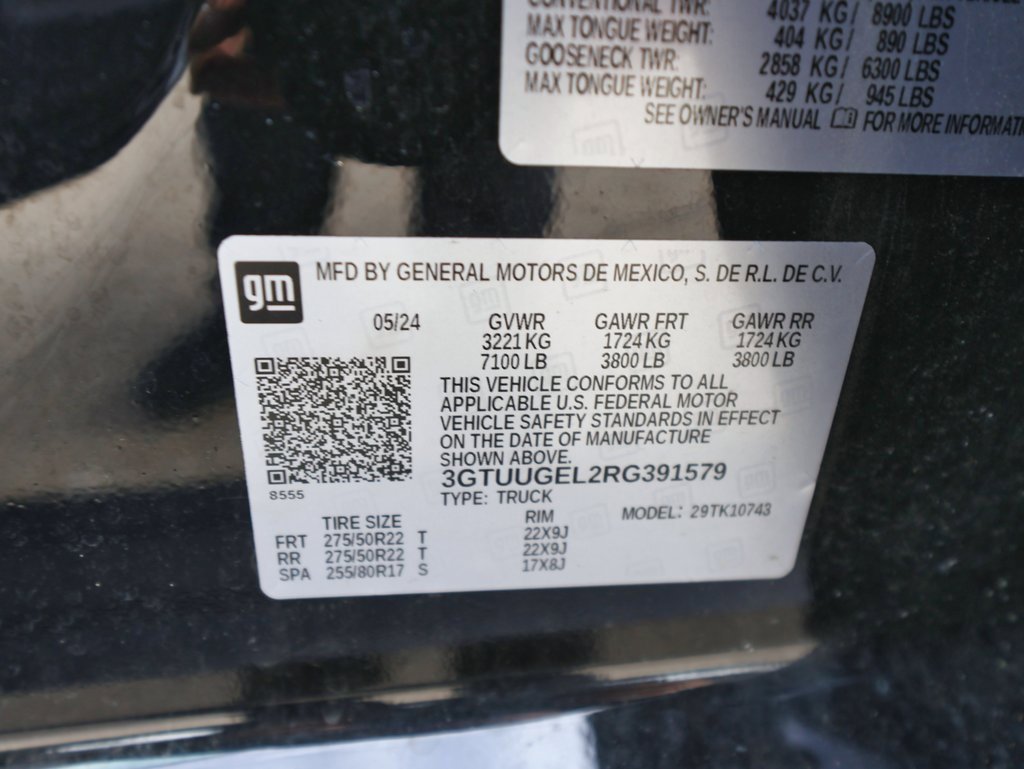 CONVENTIONAL TWR: 4037 KG/ 8900 LBS
MAX TONGUE WEIGHT: 404 KG/ 890 LBS
GOOSENECK TWR: 2858 KG/ 6300 LBS
MAX TONGUE WEIGHT: 429 KG/ 945 LBS
SEE OWNER'S MANUAL FOR MORE INFORMATI
gm
MFD BY GENERAL MOTORS DE MEXICO, S. DE R.L. DE C.V.
05/24 GVWR GAWR FRT GAWR RR
3221 KG 1724 KG 1724 KG
7100 LB 3800 LB 3800 LB
THIS VEHICLE CONFORMS TO ALL
APPLICABLE U.S. FEDERAL MOTOR
VEHICLE SAFETY STANDARDS IN EFFECT
ON THE DATE OF MANUFACTURE
SHOWN ABOVE.
3GTUUGEL2RG391579
8555
TYPE: TRUCK MODEL: 29TK10743
TIRE SIZE RIM
FRT 275/50R22 T 22X9J
RR 275/50R22 T 22X9J
SPA 255/80R17 S 17X8J